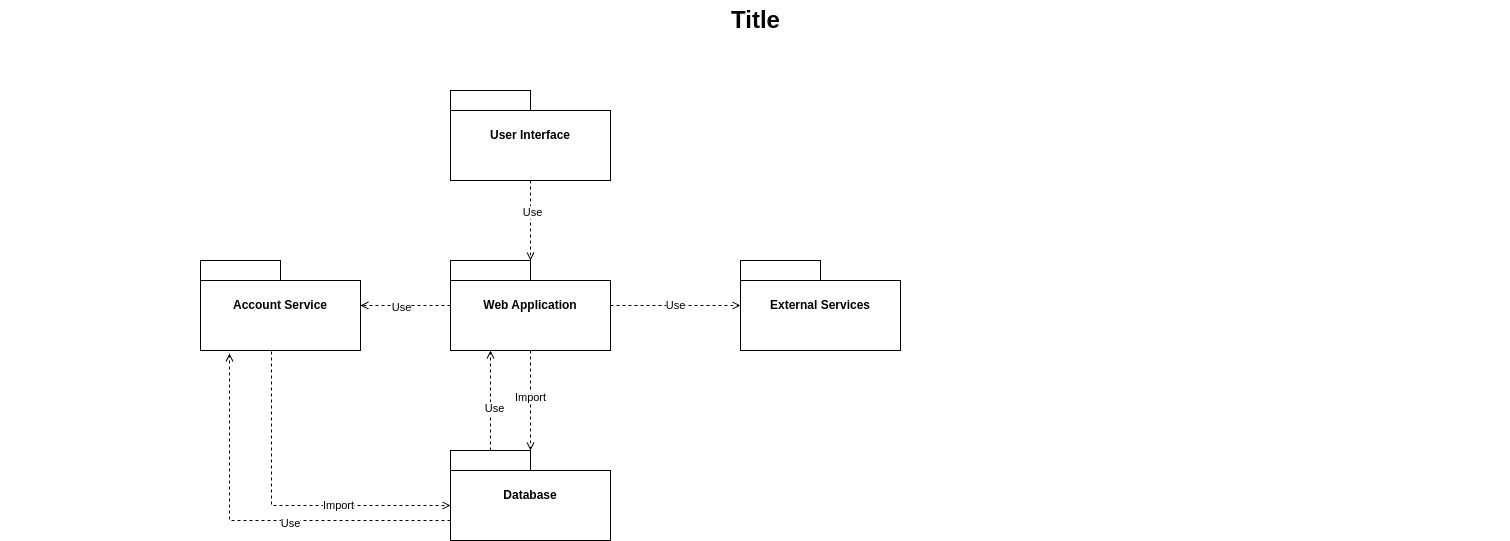 Title
User Interface
Use
Account Service
Use
Web Application
Use
External Services
Import
Use
Database
Import
Use